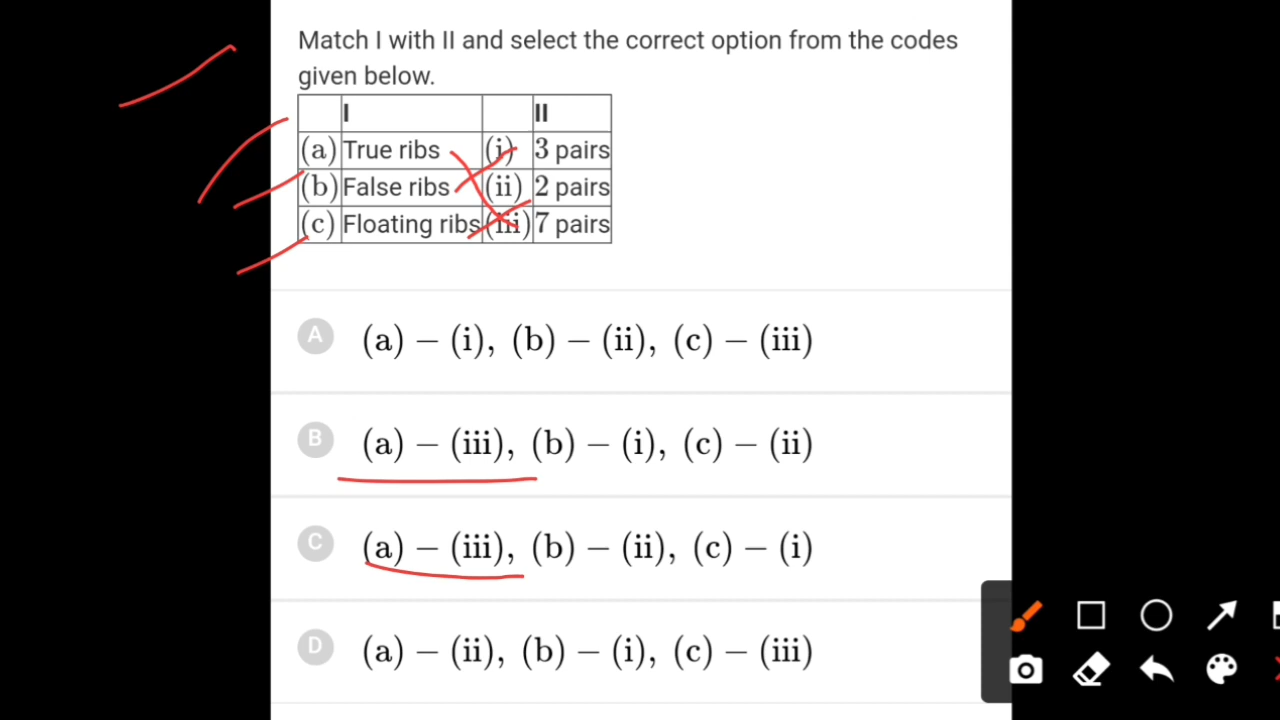 Match I with II and select the correct option from the codes
given below.
I II
(a) True ribs (i) 3 pairs
(b) False ribs (ii) 2 pairs
(c) Floating ribs (iii) 7 pairs
A (a) – (i), (b) – (ii), (c) – (iii)
B (a) – (iii), (b) – (i), (c) – (ii)
C (a) – (iii), (b) – (ii), (c) – (i)
D (a) – (ii), (b) – (i), (c) – (iii)